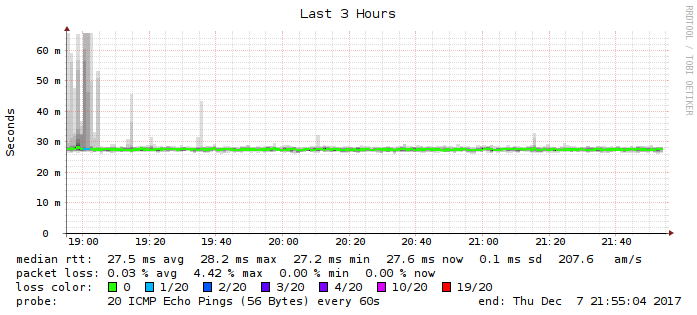 Last 3 Hours
RRDTOOL / TOBI OETIKER
Seconds
60 m
50 m
40 m
30 m
20 m
10 m
0
19:00 19:20 19:40 20:00 20:20 20:40 21:00 21:20 21:40
median rtt: 27.5 ms avg 28.2 ms max 27.2 ms min 27.6 ms now 0.1 ms sd 207.6 am/s
packet loss: 0.03 % avg 4.42 % max 0.00 % min 0.00 % now
loss color: 0 1/20 2/20 3/20 4/20 10/20 19/20
probe: 20 ICMP Echo Pings (56 Bytes) every 60s end: Thu Dec 7 21:55:04 2017